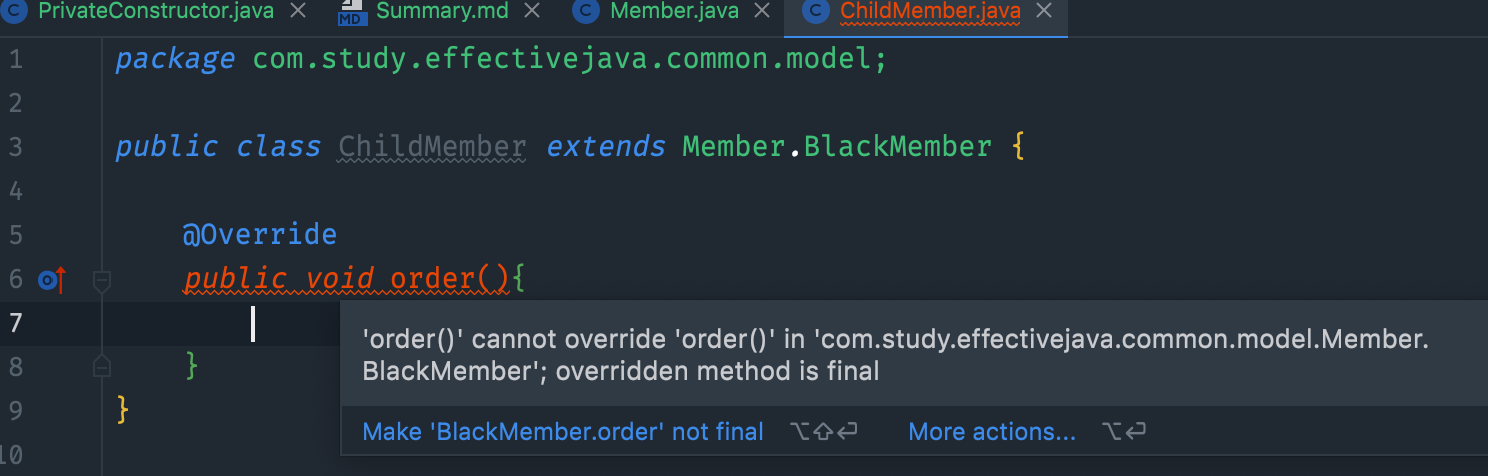 C PrivateConstructor.java × MD Summary.md × C Member.java × C ChildMember.java ×
1 package com.study.effectivejava.common.model;
2
3 public class ChildMember extends Member.BlackMember {
4
5 @Override
6 public void order(){
7
'order()' cannot override 'order()' in 'com.study.effectivejava.common.model.Member.
BlackMember'; overridden method is final
8 }
9 }
Make 'BlackMember.order' not final ⌥⇧⏎ More actions... ⌥⏎
10